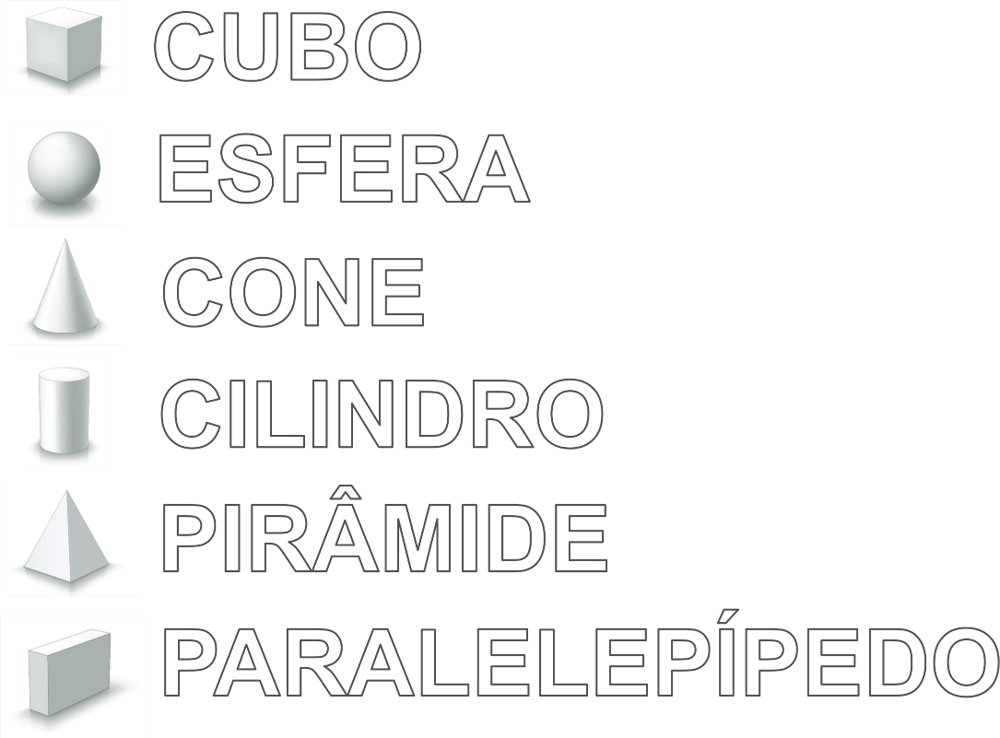 CUBO
ESFERA
CONE
CILINDRO
PIRÂMIDE
PARALELEPÍPEDO